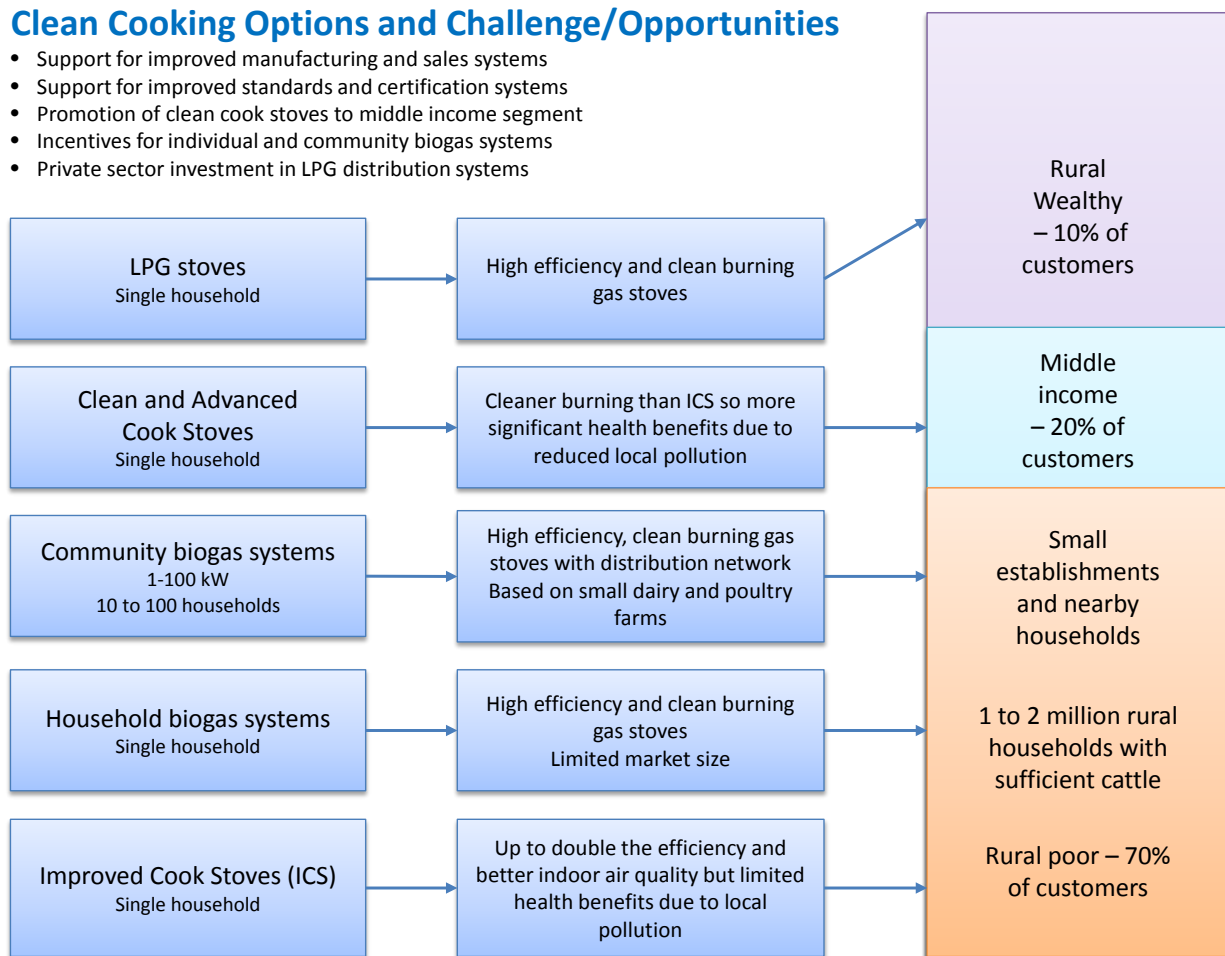 Clean Cooking Options and Challenge/Opportunities
• Support for improved manufacturing and sales systems
• Support for improved standards and certification systems
• Promotion of clean cook stoves to middle income segment
• Incentives for individual and community biogas systems
• Private sector investment in LPG distribution systems
LPG stoves
Single household
High efficiency and clean burning
gas stoves
Rural
Wealthy
– 10% of
customers
Clean and Advanced
Cook Stoves
Single household
Cleaner burning than ICS so more
significant health benefits due to
reduced local pollution
Middle
income
– 20% of
customers
Community biogas systems
1-100 kW
10 to 100 households
High efficiency, clean burning gas
stoves with distribution network
Based on small dairy and poultry
farms
Small
establishments
and nearby
households
Household biogas systems
Single household
High efficiency and clean burning
gas stoves
Limited market size
1 to 2 million rural
households with
sufficient cattle
Improved Cook Stoves (ICS)
Single household
Up to double the efficiency and
better indoor air quality but limited
health benefits due to local
pollution
Rural poor – 70%
of customers